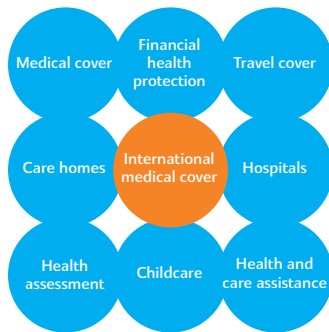 Medical cover
Financial
health
protection
Travel cover
Care homes
International
medical cover
Hospitals
Health
assessment
Childcare
Health and
care assistance